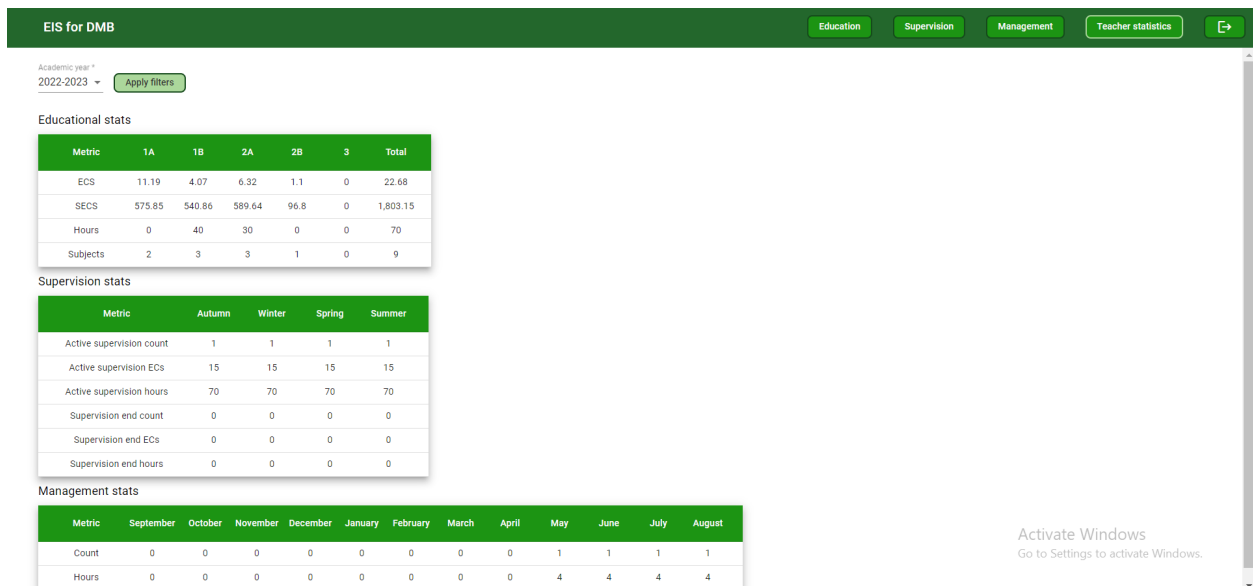 EIS for DMB Education Supervision Management Teacher statistics
Academic year *
2022-2023 Apply filters
Educational stats
Metric 1A 1B 2A 2B 3 Total
ECS 11.19 4.07 6.32 1.1 0 22.68
SECS 575.85 540.86 589.64 96.8 0 1,803.15
Hours 0 40 30 0 0 70
Subjects 2 3 3 1 0 9
Supervision stats
Metric Autumn Winter Spring Summer
Active supervision count 1 1 1 1
Active supervision ECs 15 15 15 15
Active supervision hours 70 70 70 70
Supervision end count 0 0 0 0
Supervision end ECs 0 0 0 0
Supervision end hours 0 0 0 0
Management stats
Metric September October November December January February March April May June July August
Count 0 0 0 0 0 0 0 0 1 1 1 1
Hours 0 0 0 0 0 0 0 0 4 4 4 4
Activate Windows
Go to Settings to activate Windows.